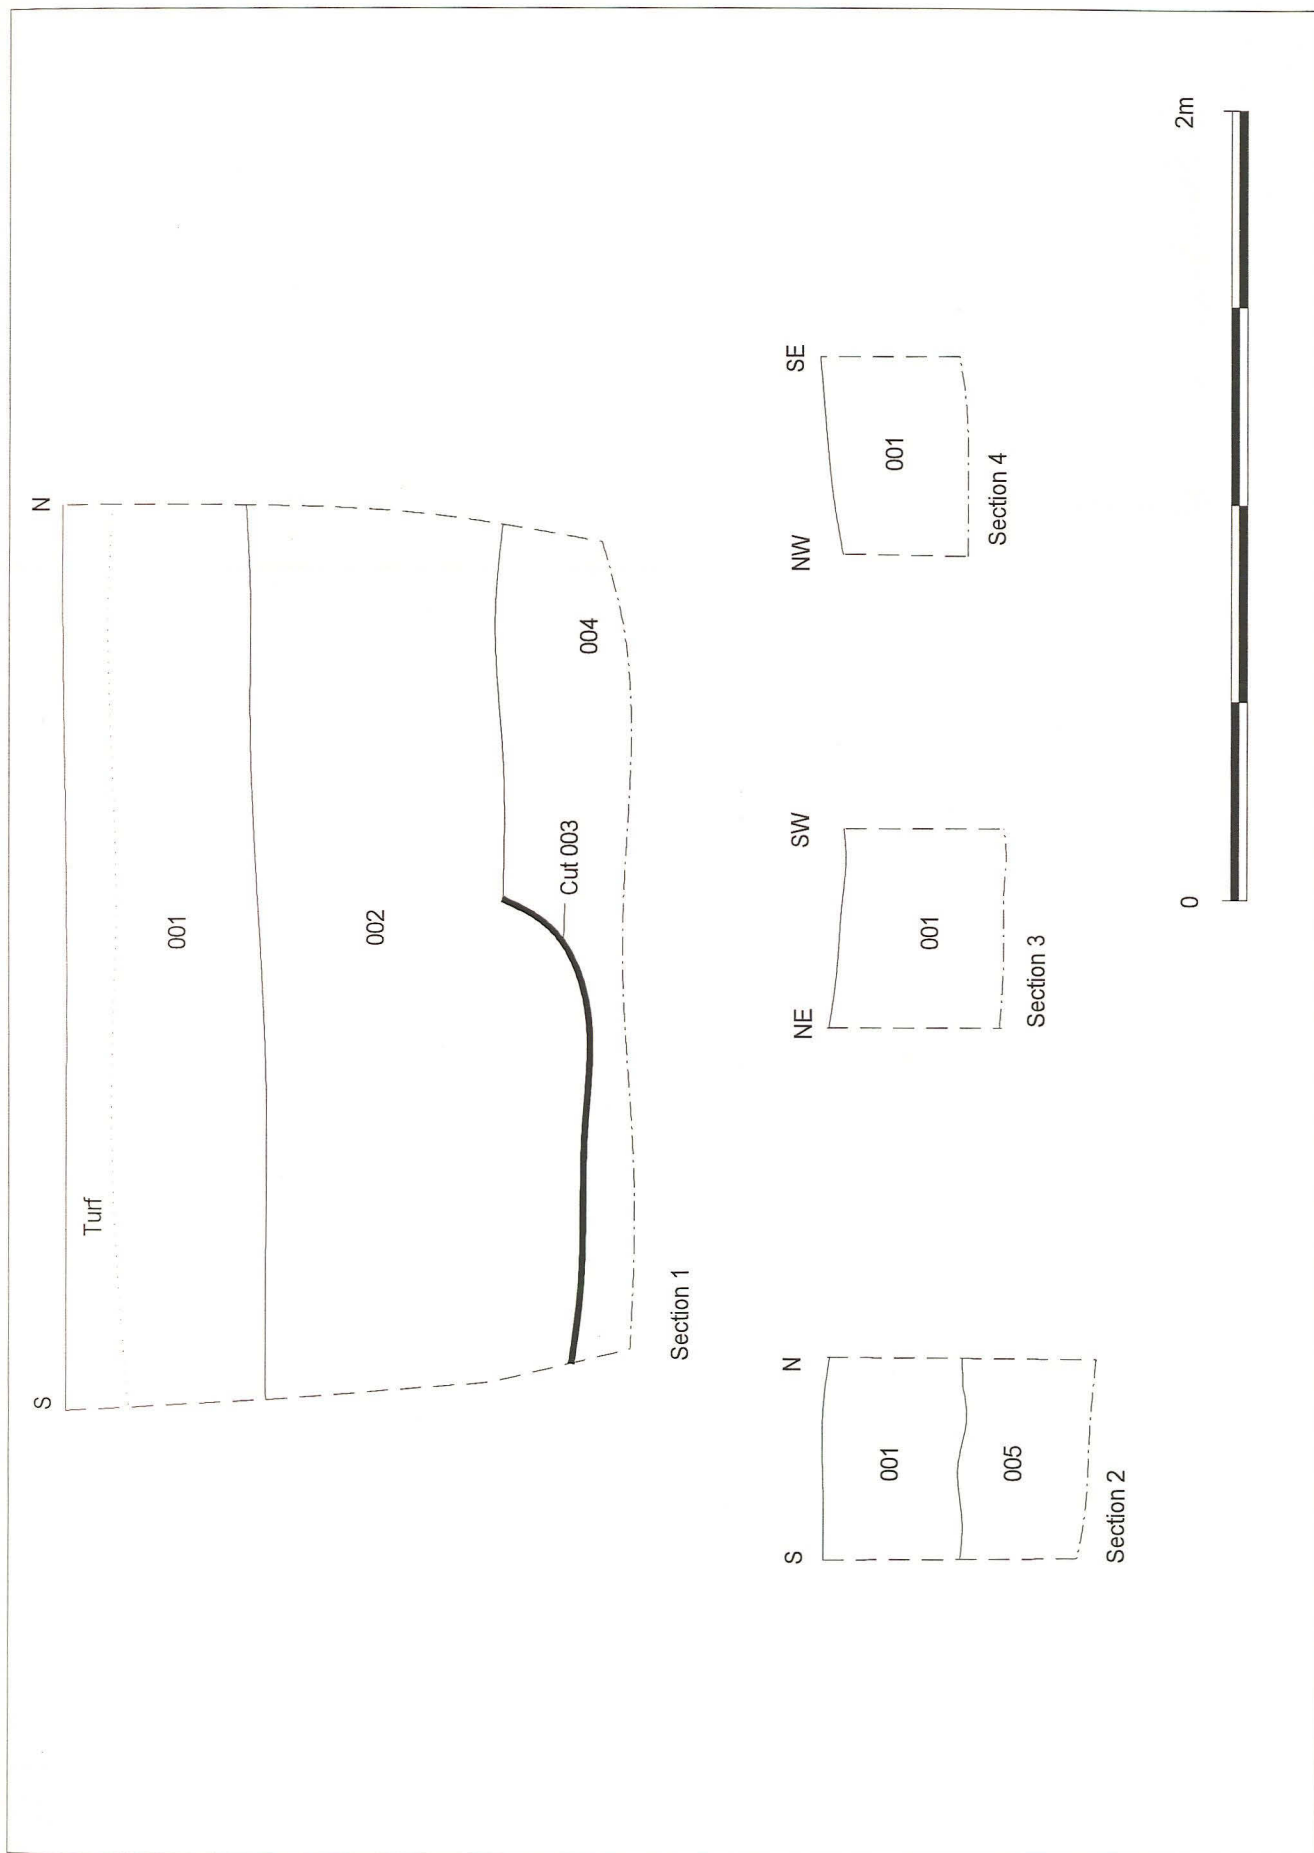 S
N
Turf
001
002
Cut 003
004
Section 1
S
N
001
005
Section 2
NE
SW
001
Section 3
NW
SE
001
Section 4
0
2m